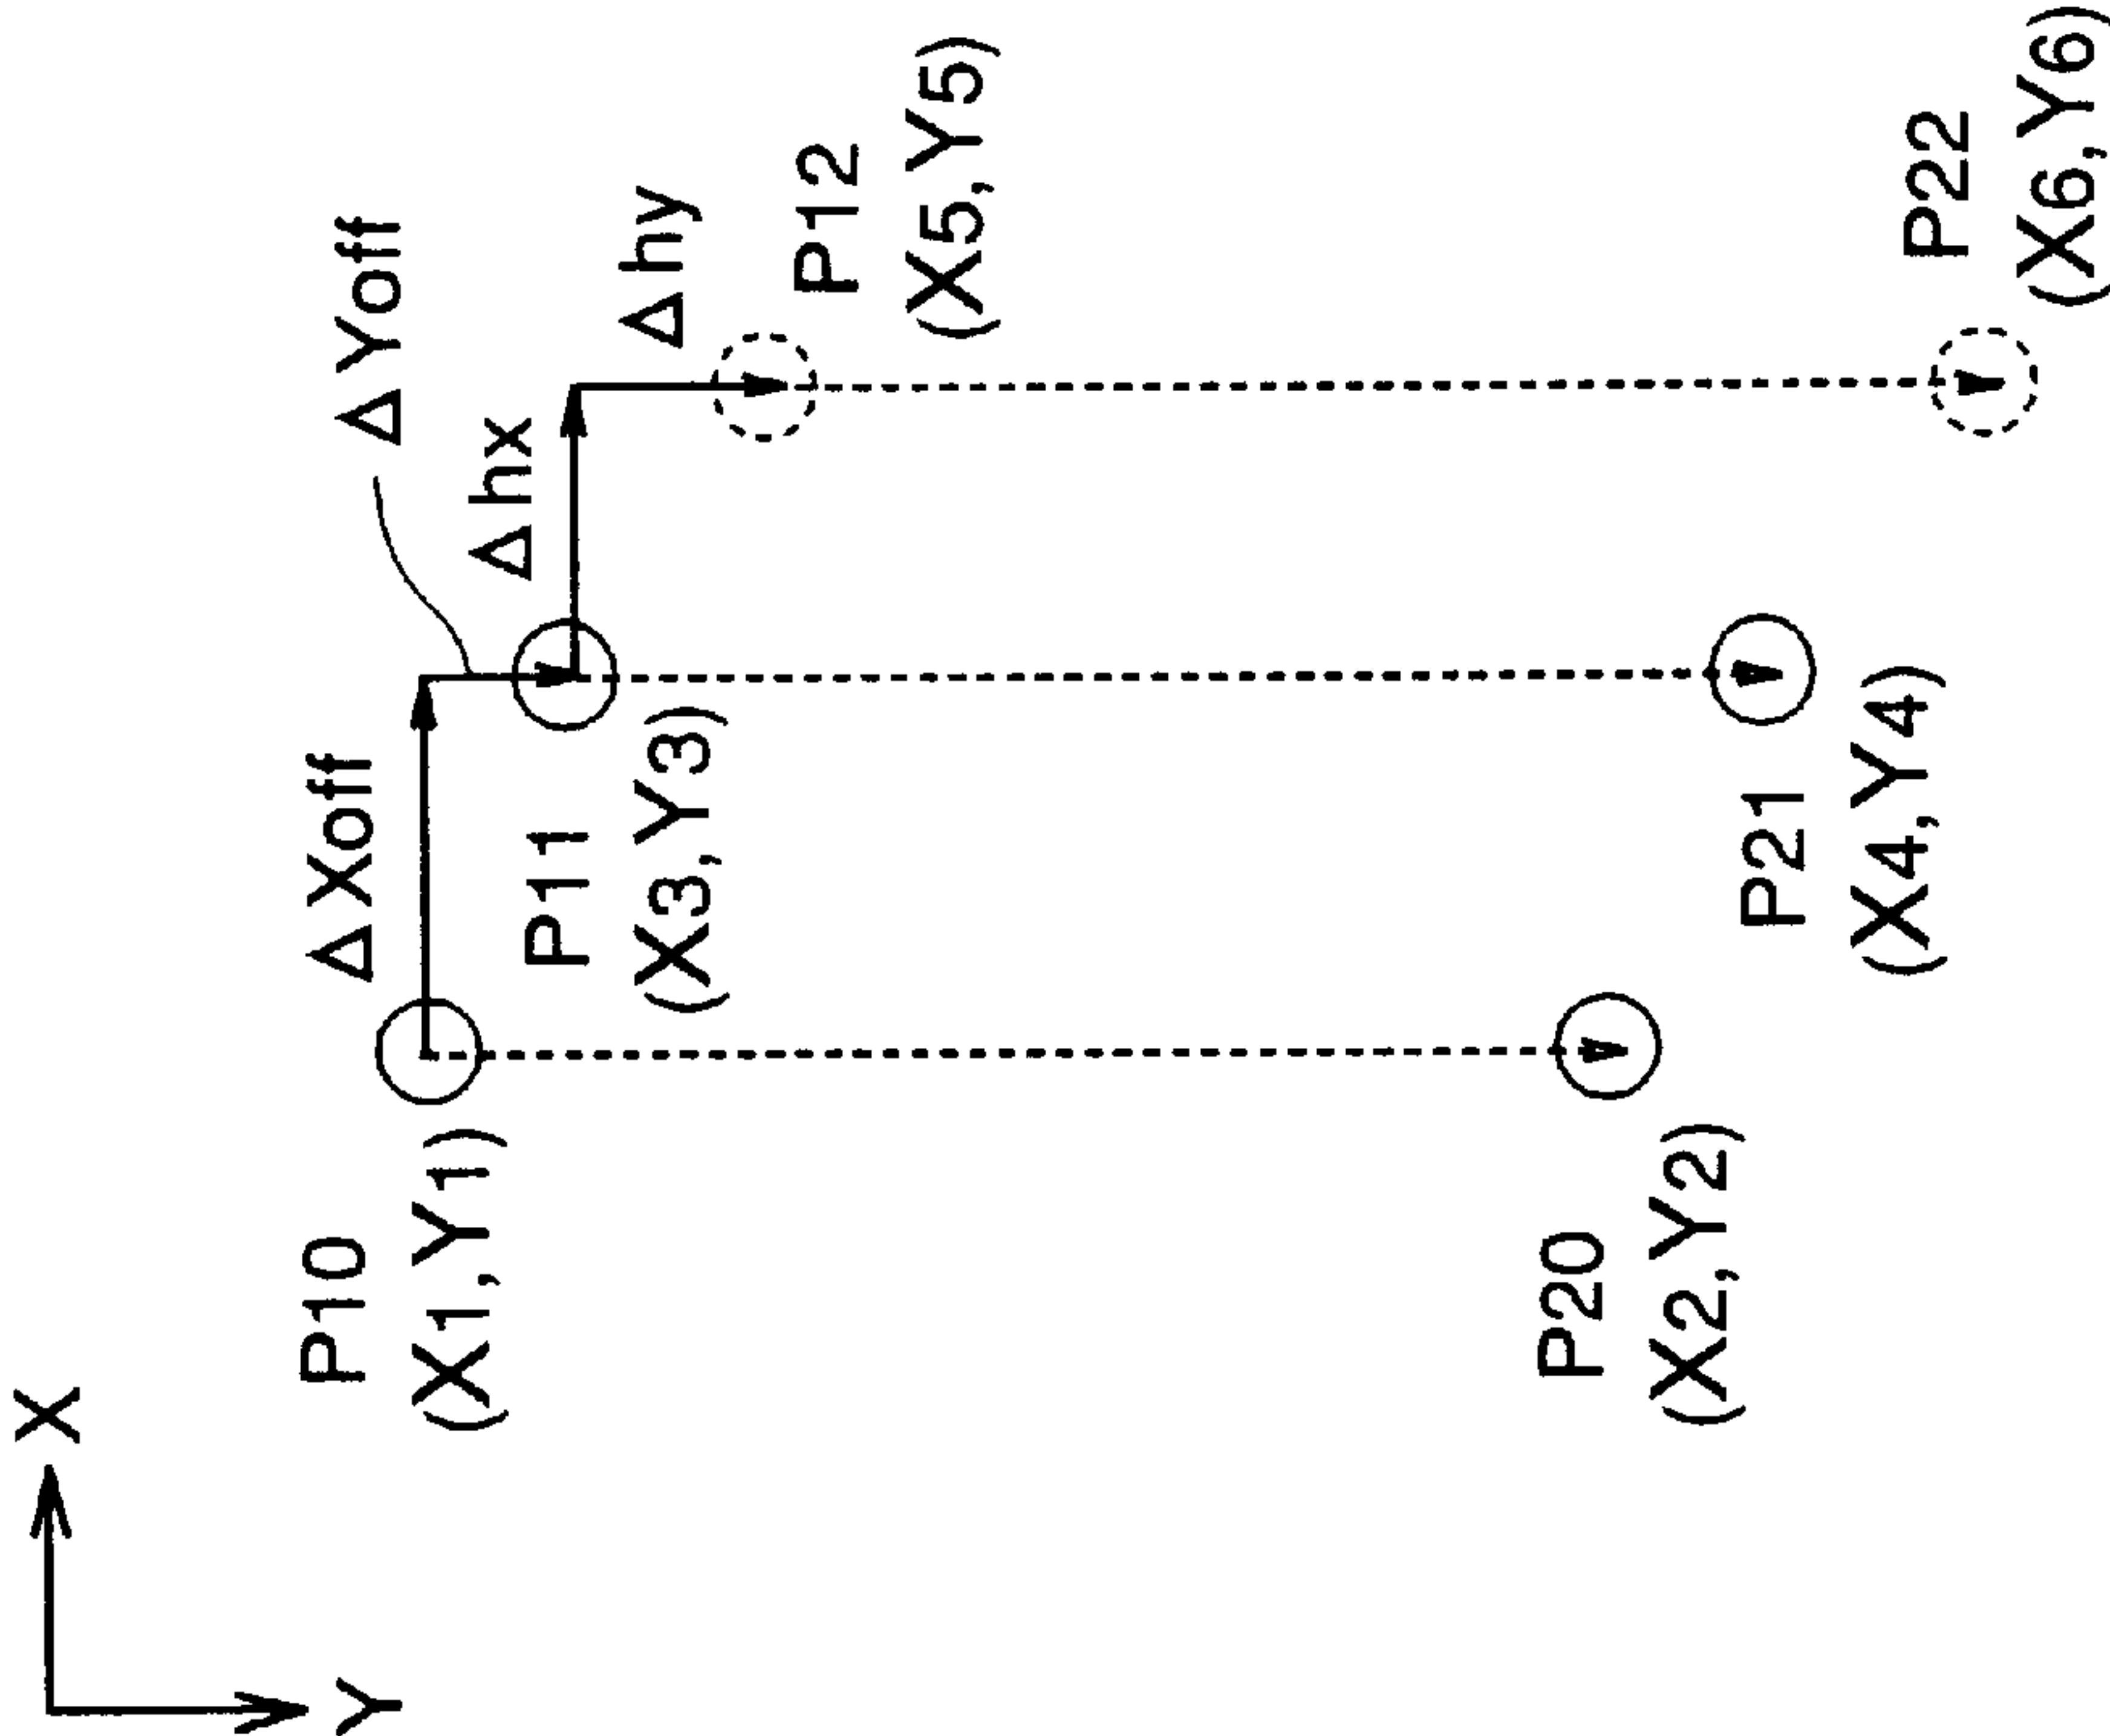 X
Y
P10
(X1,Y1)
ΔXoff
ΔYoff
P11
(X3,Y3)
Δhx
Δhy
P12
(X5,Y5)
P20
(X2,Y2)
P21
(X4,Y4)
P22
(X6,Y6)